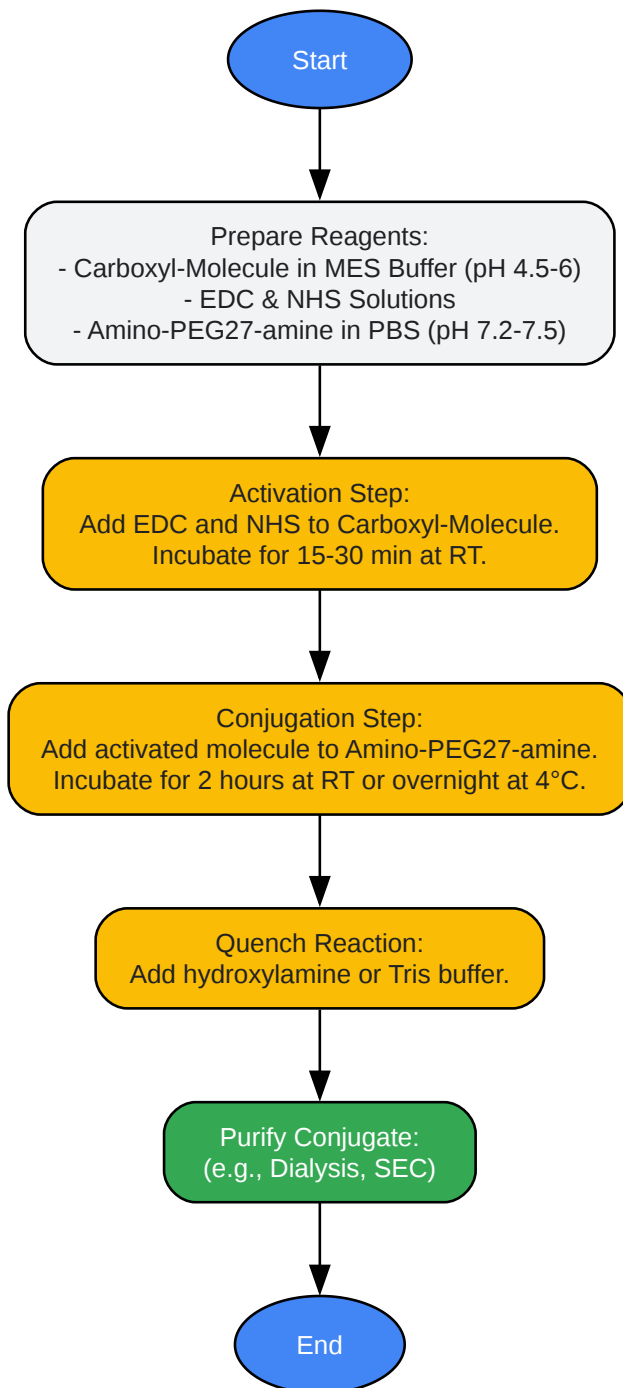 Start
Prepare Reagents:
- Carboxyl-Molecule in MES Buffer (pH 4.5-6)
- EDC & NHS Solutions
- Amino-PEG27-amine in PBS (pH 7.2-7.5)
Activation Step:
Add EDC and NHS to Carboxyl-Molecule.
Incubate for 15-30 min at RT.
Conjugation Step:
Add activated molecule to Amino-PEG27-amine.
Incubate for 2 hours at RT or overnight at 4°C.
Quench Reaction:
Add hydroxylamine or Tris buffer.
Purify Conjugate:
(e.g., Dialysis, SEC)
End